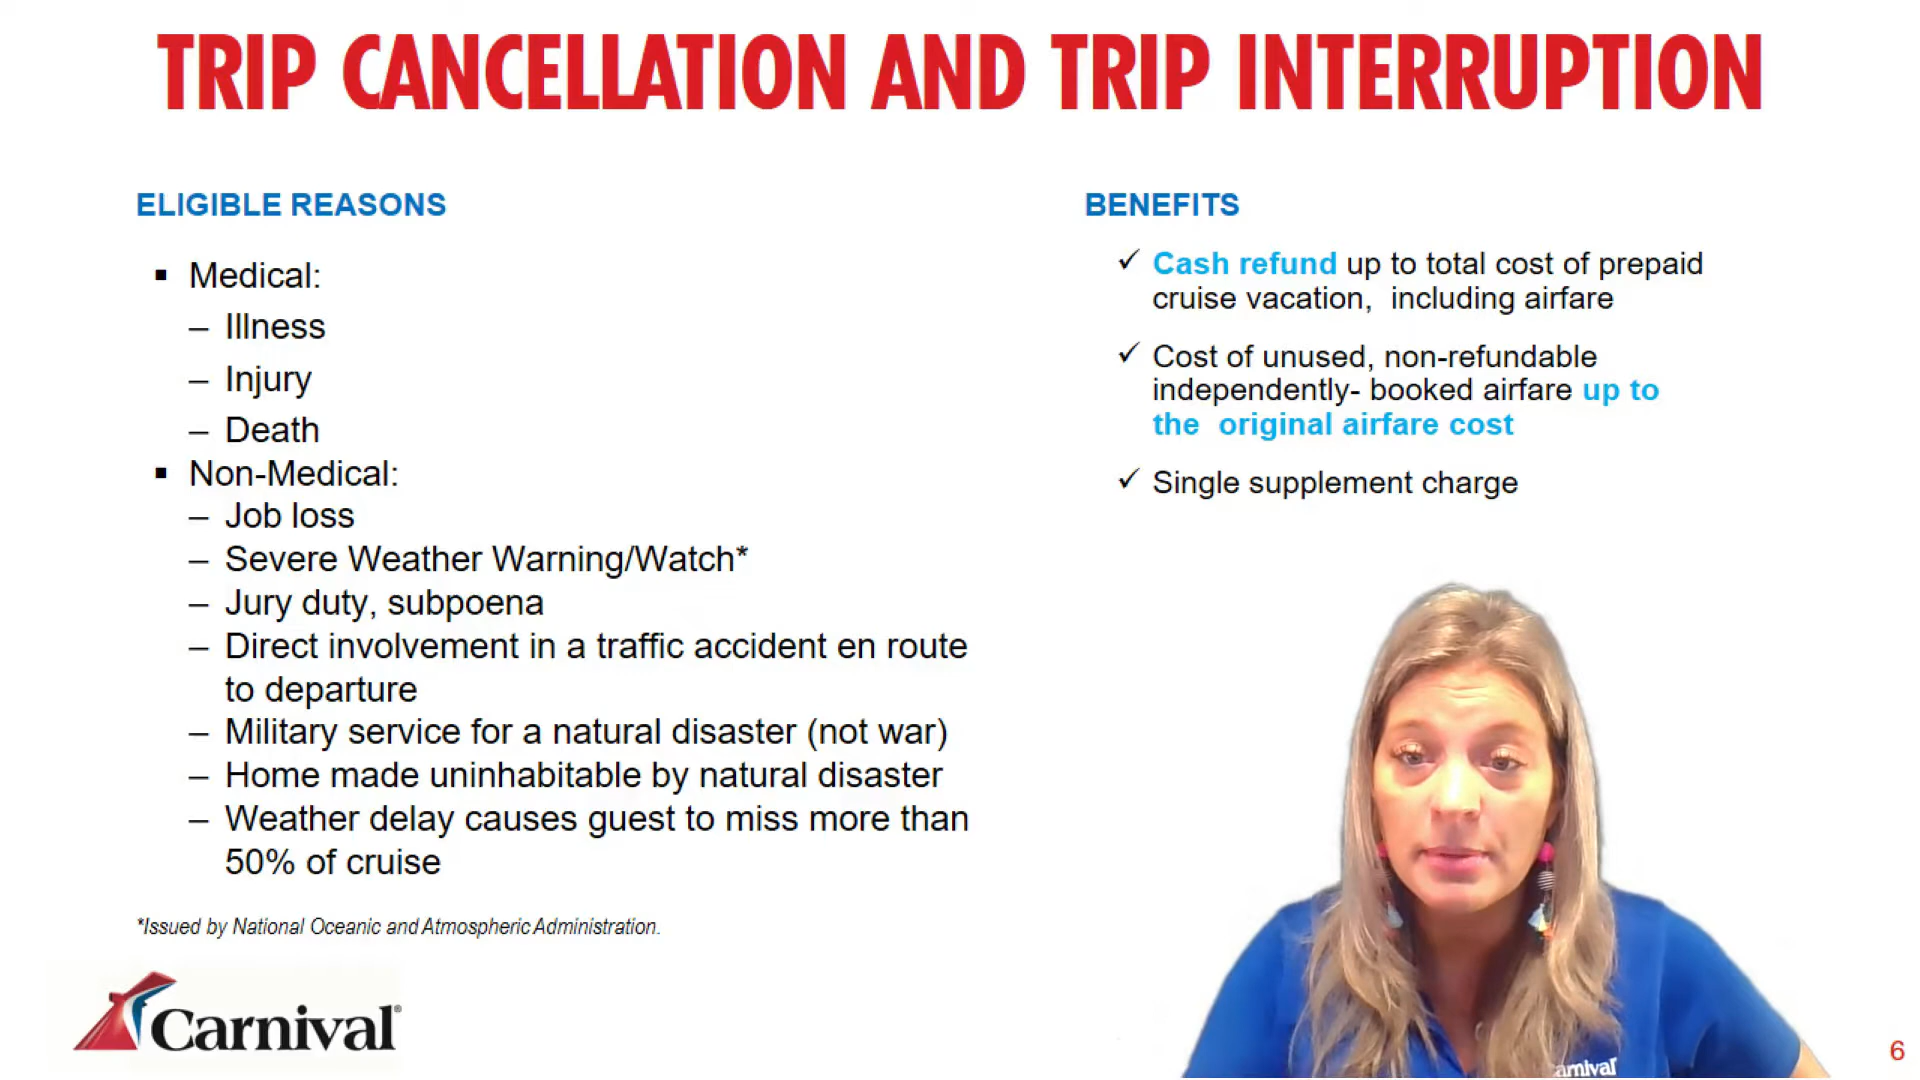 TRIP CANCELLATION AND TRIP INTERRUPTION
ELIGIBLE REASONS
▪ Medical:
– Illness
– Injury
– Death
▪ Non-Medical:
– Job loss
– Severe Weather Warning/Watch*
– Jury duty, subpoena
– Direct involvement in a traffic accident en route
to departure
– Military service for a natural disaster (not war)
– Home made uninhabitable by natural disaster
– Weather delay causes guest to miss more than
50% of cruise
*Issued by National Oceanic and Atmospheric Administration.
BENEFITS
✓ Cash refund up to total cost of prepaid
cruise vacation, including airfare
✓ Cost of unused, non-refundable
independently- booked airfare up to
the original airfare cost
✓ Single supplement charge
Carnival®
Carnival
6